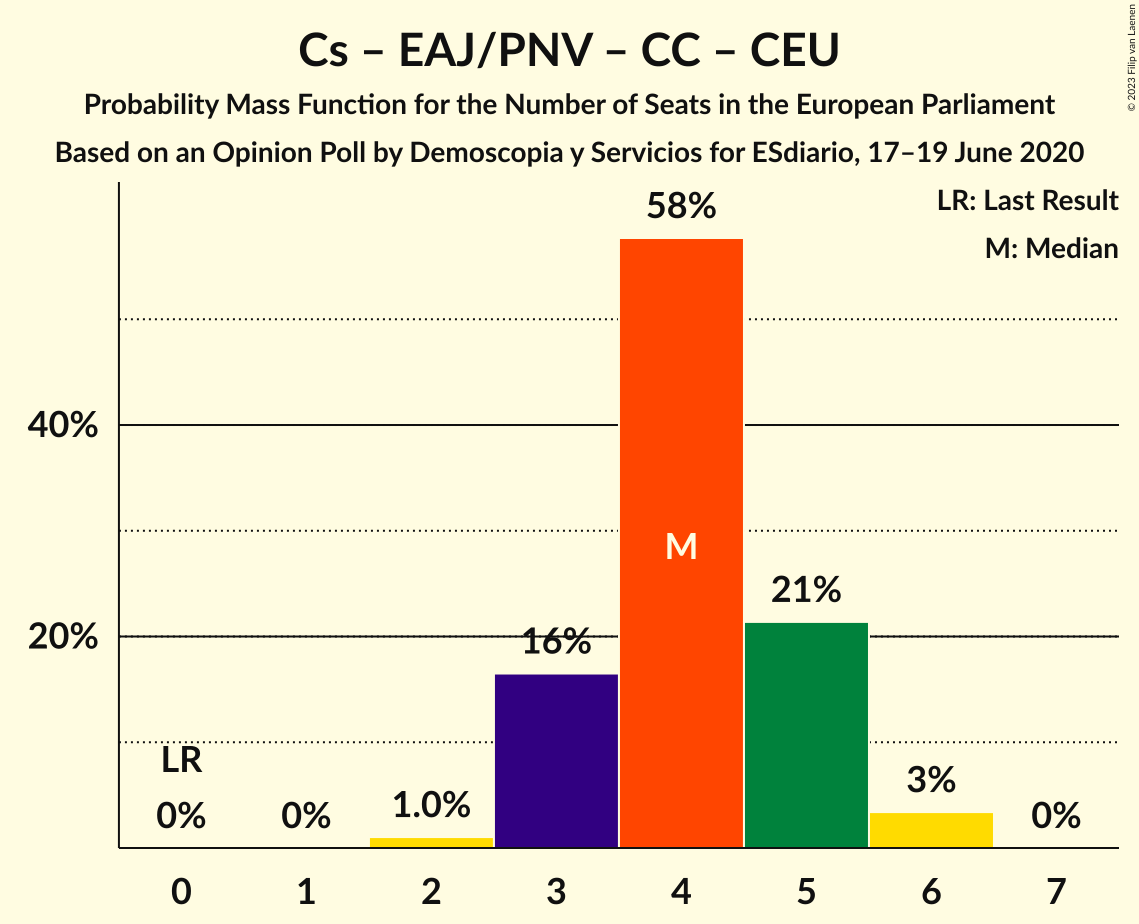 Cs – EAJ/PNV – CC – CEU
Probability Mass Function for the Number of Seats in the European Parliament
Based on an Opinion Poll by Demoscopia y Servicios for ESdiario, 17–19 June 2020
© 2023 Filip van Laenen
LR: Last Result
M: Median
58%
40%
M
21%
20%
16%
LR
0%
0%
1.0%
3%
0%
0 1 2 3 4 5 6 7